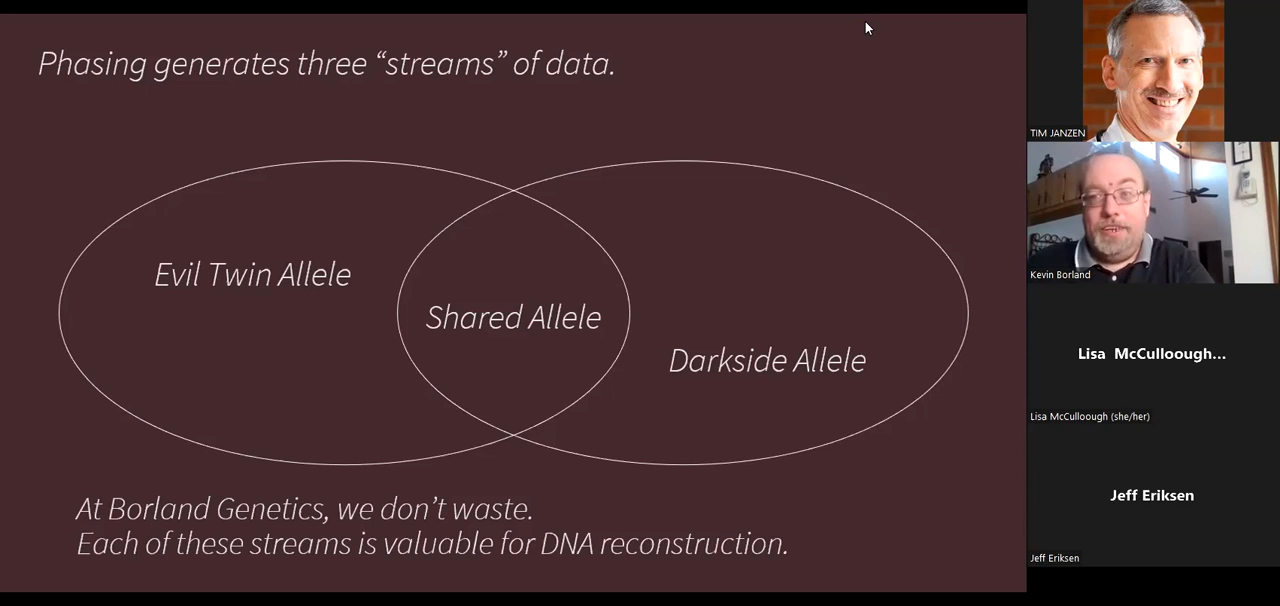 Phasing generates three “streams” of data.
Evil Twin Allele
Shared Allele
Darkside Allele
At Borland Genetics, we don’t waste.
Each of these streams is valuable for DNA reconstruction.
TIM JANZEN
Kevin Borland
Lisa McCulloough...
Lisa McCulloough (she/her)
Jeff Eriksen
Jeff Eriksen